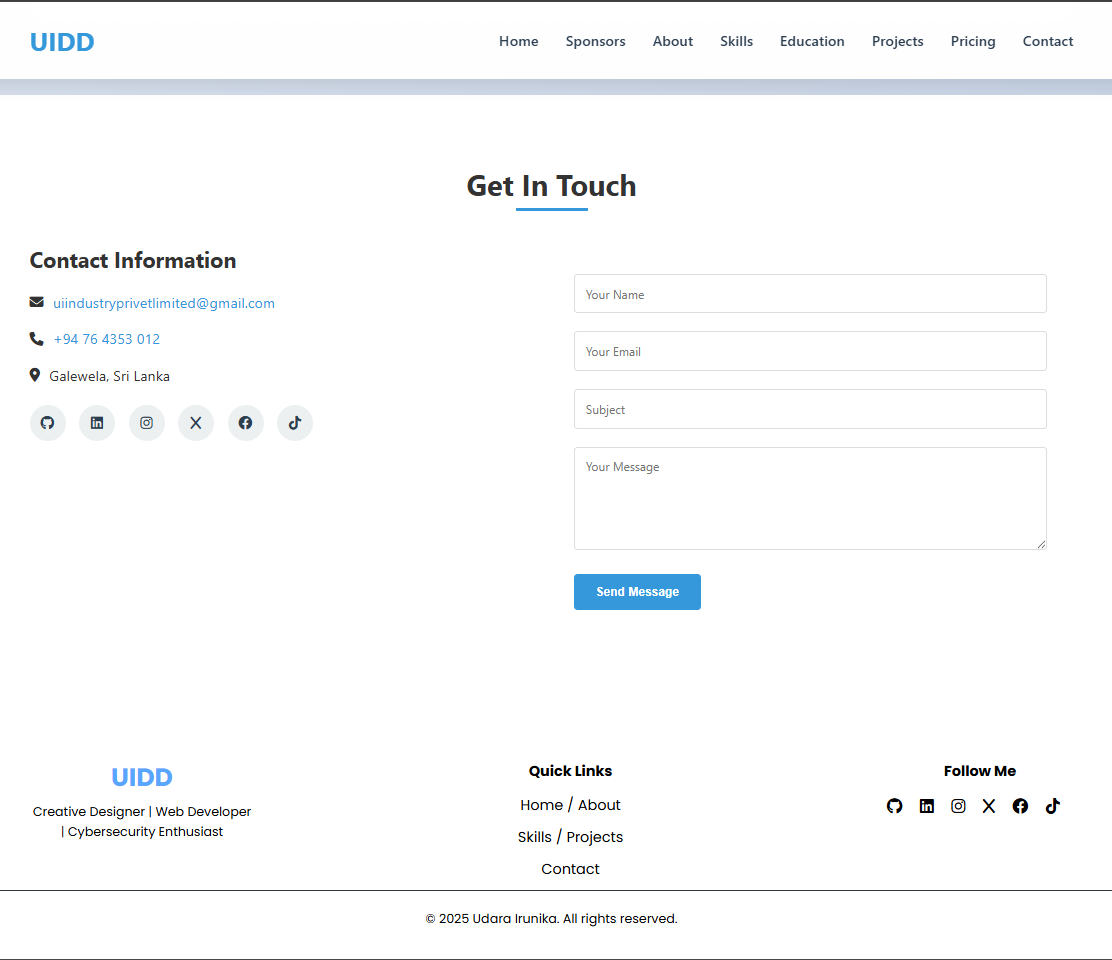 UIDD
Home Sponsors About Skills Education Projects Pricing Contact
Get In Touch
Contact Information
uiindustryprivetlimited@gmail.com
+94 76 4353 012
Galewela, Sri Lanka
Your Name
Your Email
Subject
Your Message
Send Message
UIDD
Creative Designer | Web Developer
| Cybersecurity Enthusiast
Quick Links
Home / About
Skills / Projects
Contact
Follow Me
© 2025 Udara Irunika. All rights reserved.